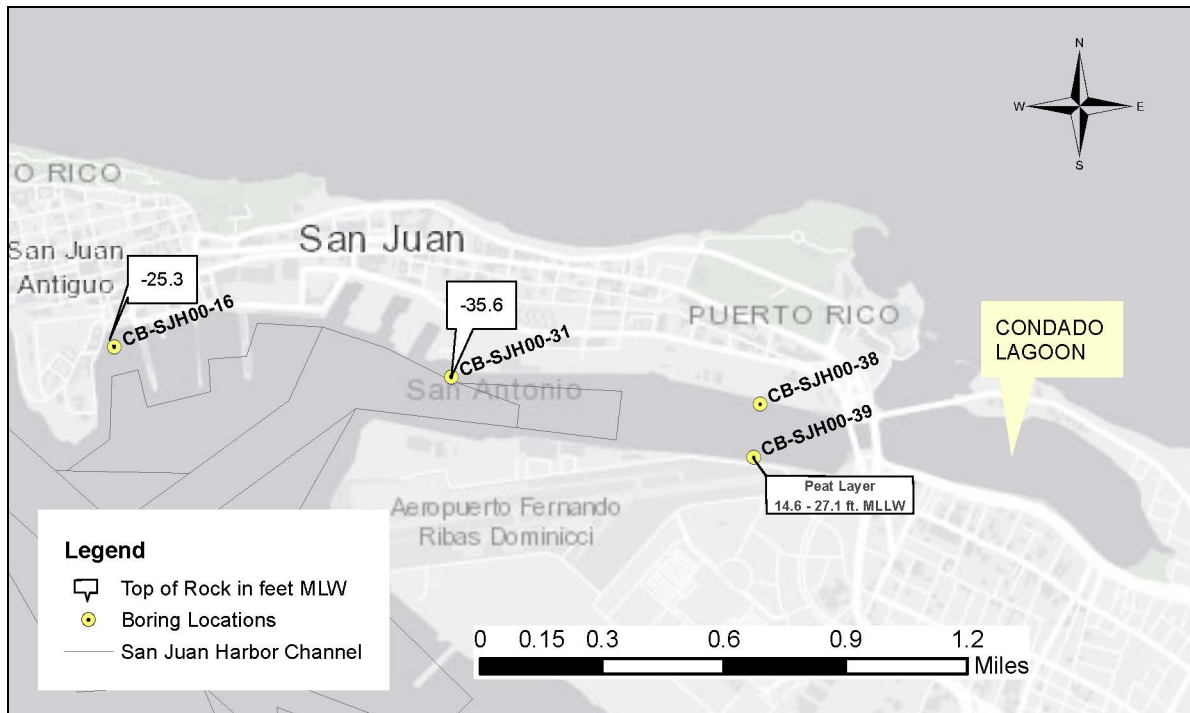 N
W
E
S
O RICO
San Juan
Antiguo
San Juan
-25.3
CB-SJH00-16
-35.6
CB-SJH00-31
San Antonio
PUERTO RICO
CB-SJH00-38
CB-SJH00-39
CONDADO
LAGOON
Peat Layer
14.6 - 27.1 ft. MLLW
Aeropuerto Fernando
Ribas Dominicci
Legend
Top of Rock in feet MLW
Boring Locations
San Juan Harbor Channel
0 0.15 0.3 0.6 0.9 1.2
Miles